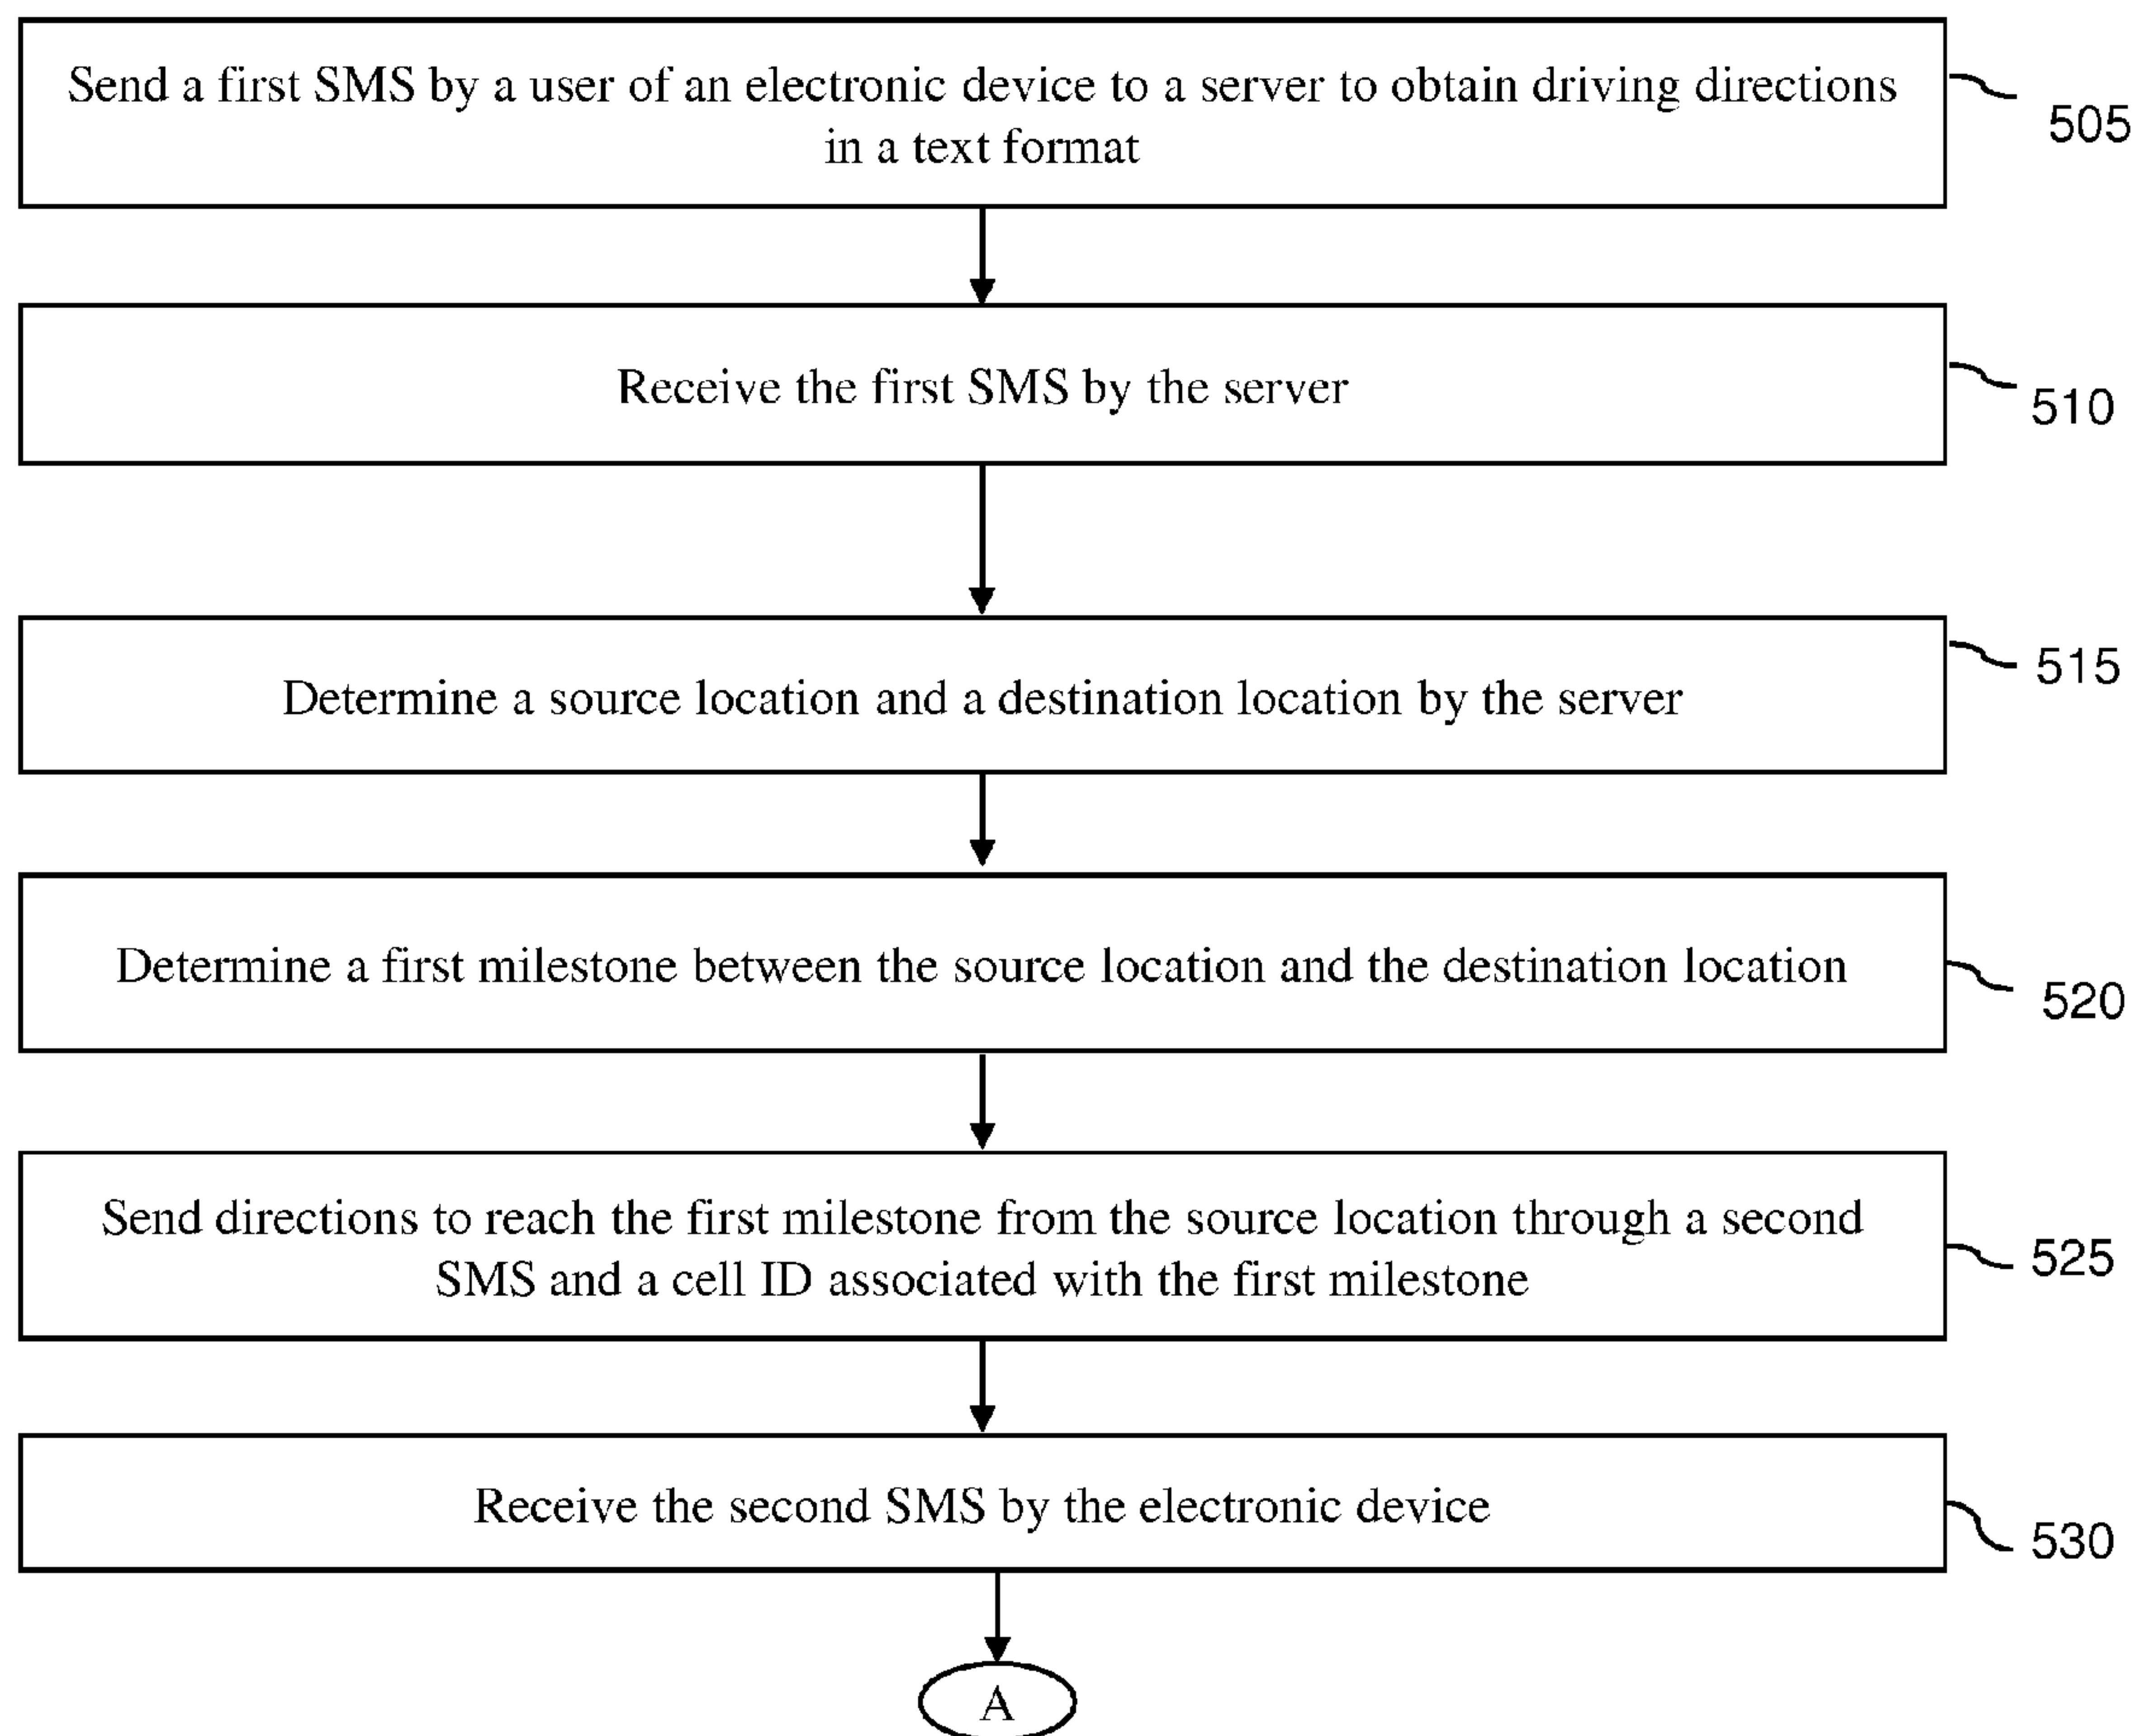 Send a first SMS by a user of an electronic device to a server to obtain driving directions
in a text format
505
Receive the first SMS by the server
510
Determine a source location and a destination location by the server
515
Determine a first milestone between the source location and the destination location
520
Send directions to reach the first milestone from the source location through a second
SMS and a cell ID associated with the first milestone
525
Receive the second SMS by the electronic device
530
A